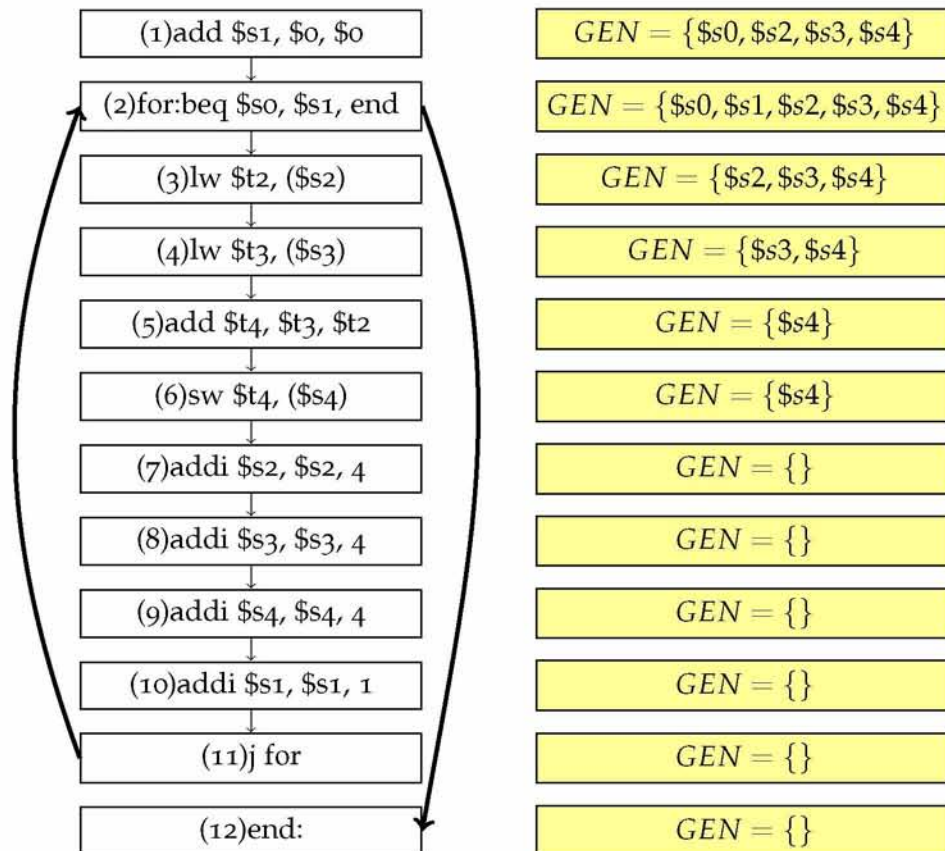 (1)add $s1, $0, $0 GEN = {$s0, $s2, $s3, $s4}
(2)for:beq $s0, $s1, end GEN = {$s0, $s1, $s2, $s3, $s4}
(3)lw $t2, ($s2) GEN = {$s2, $s3, $s4}
(4)lw $t3, ($s3) GEN = {$s3, $s4}
(5)add $t4, $t3, $t2 GEN = {$s4}
(6)sw $t4, ($s4) GEN = {$s4}
(7)addi $s2, $s2, 4 GEN = {}
(8)addi $s3, $s3, 4 GEN = {}
(9)addi $s4, $s4, 4 GEN = {}
(10)addi $s1, $s1, 1 GEN = {}
(11)j for GEN = {}
(12)end: GEN = {}